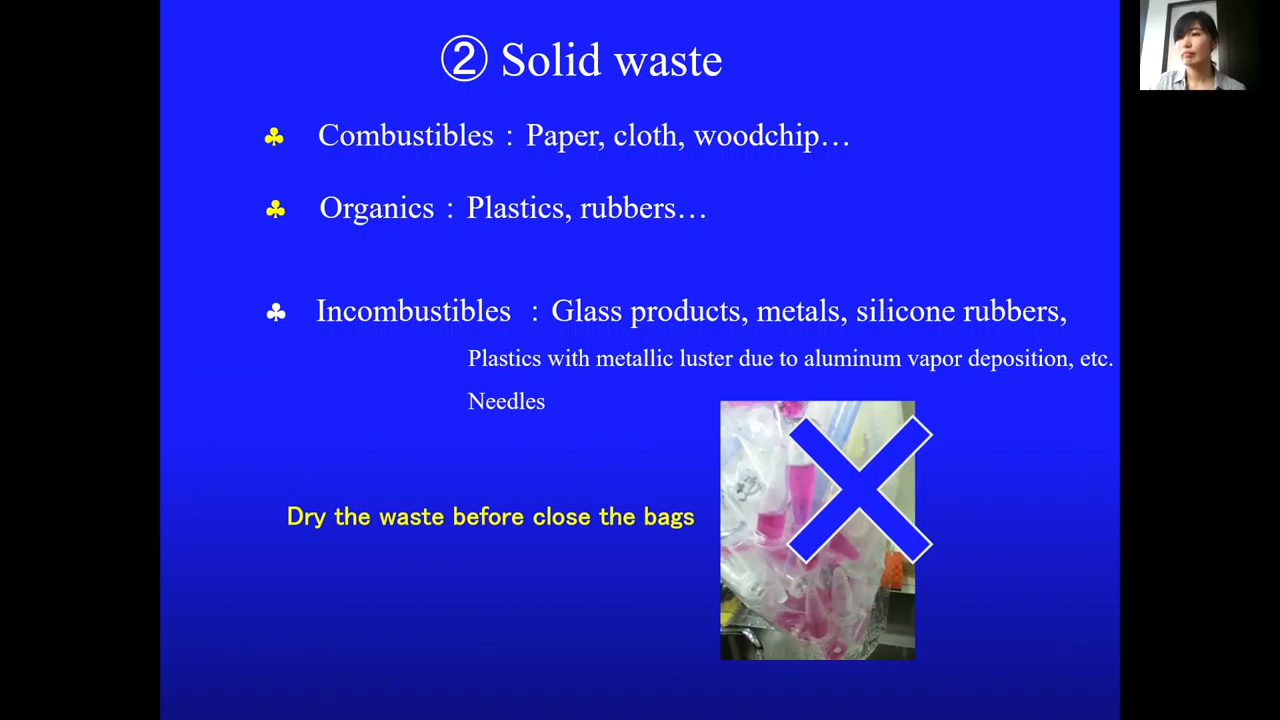 ② Solid waste
♣ Combustibles：Paper, cloth, woodchip…
♣ Organics：Plastics, rubbers…
♣ Incombustibles ：Glass products, metals, silicone rubbers,
Plastics with metallic luster due to aluminum vapor deposition, etc.
Needles
Dry the waste before close the bags